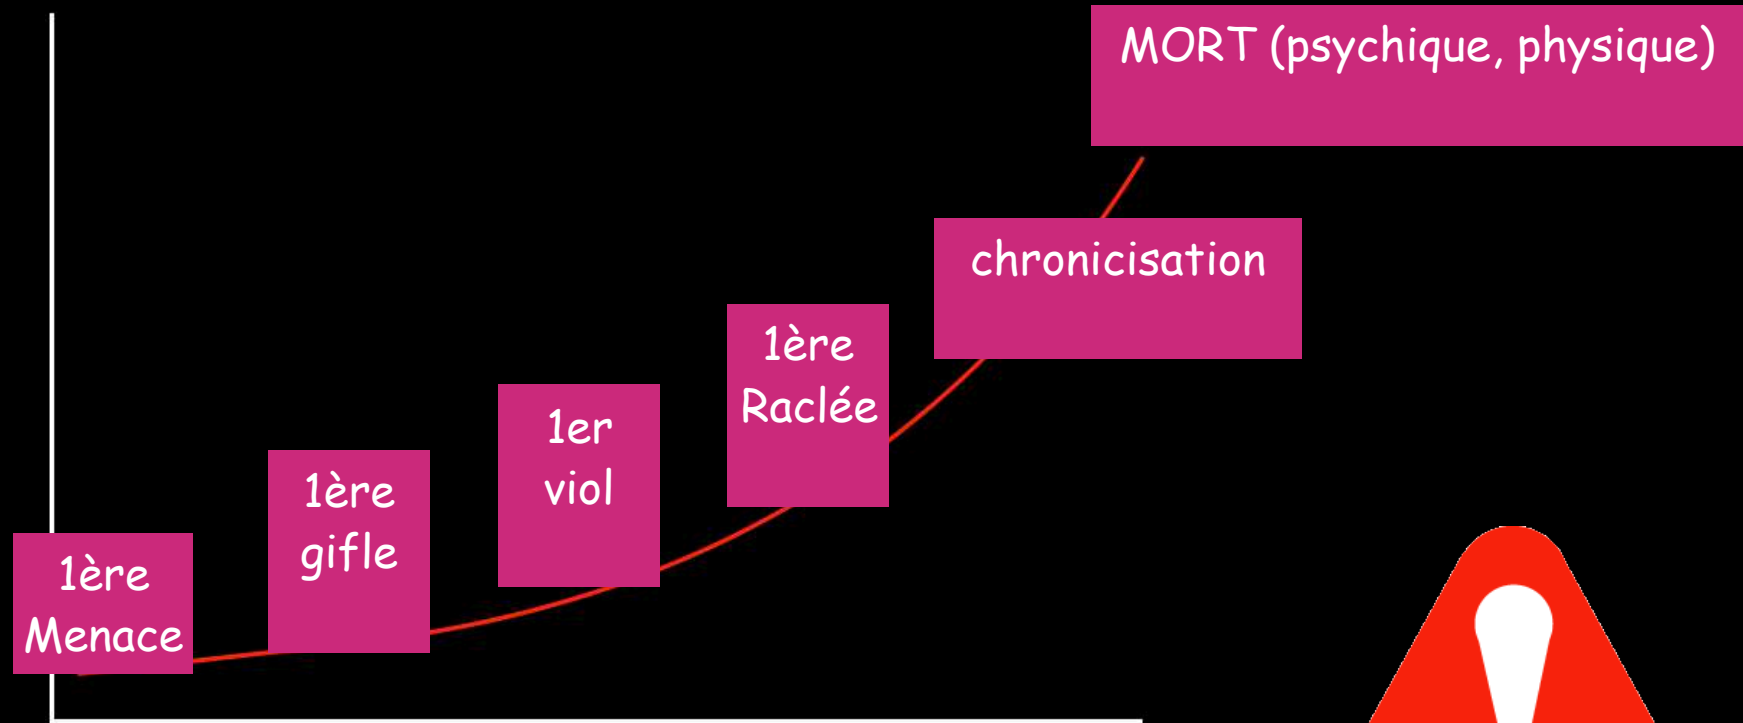 MORT (psychique, physique)
chronicisation
1ère
Raclée
1er
viol
1ère
gifle
1ère
Menace